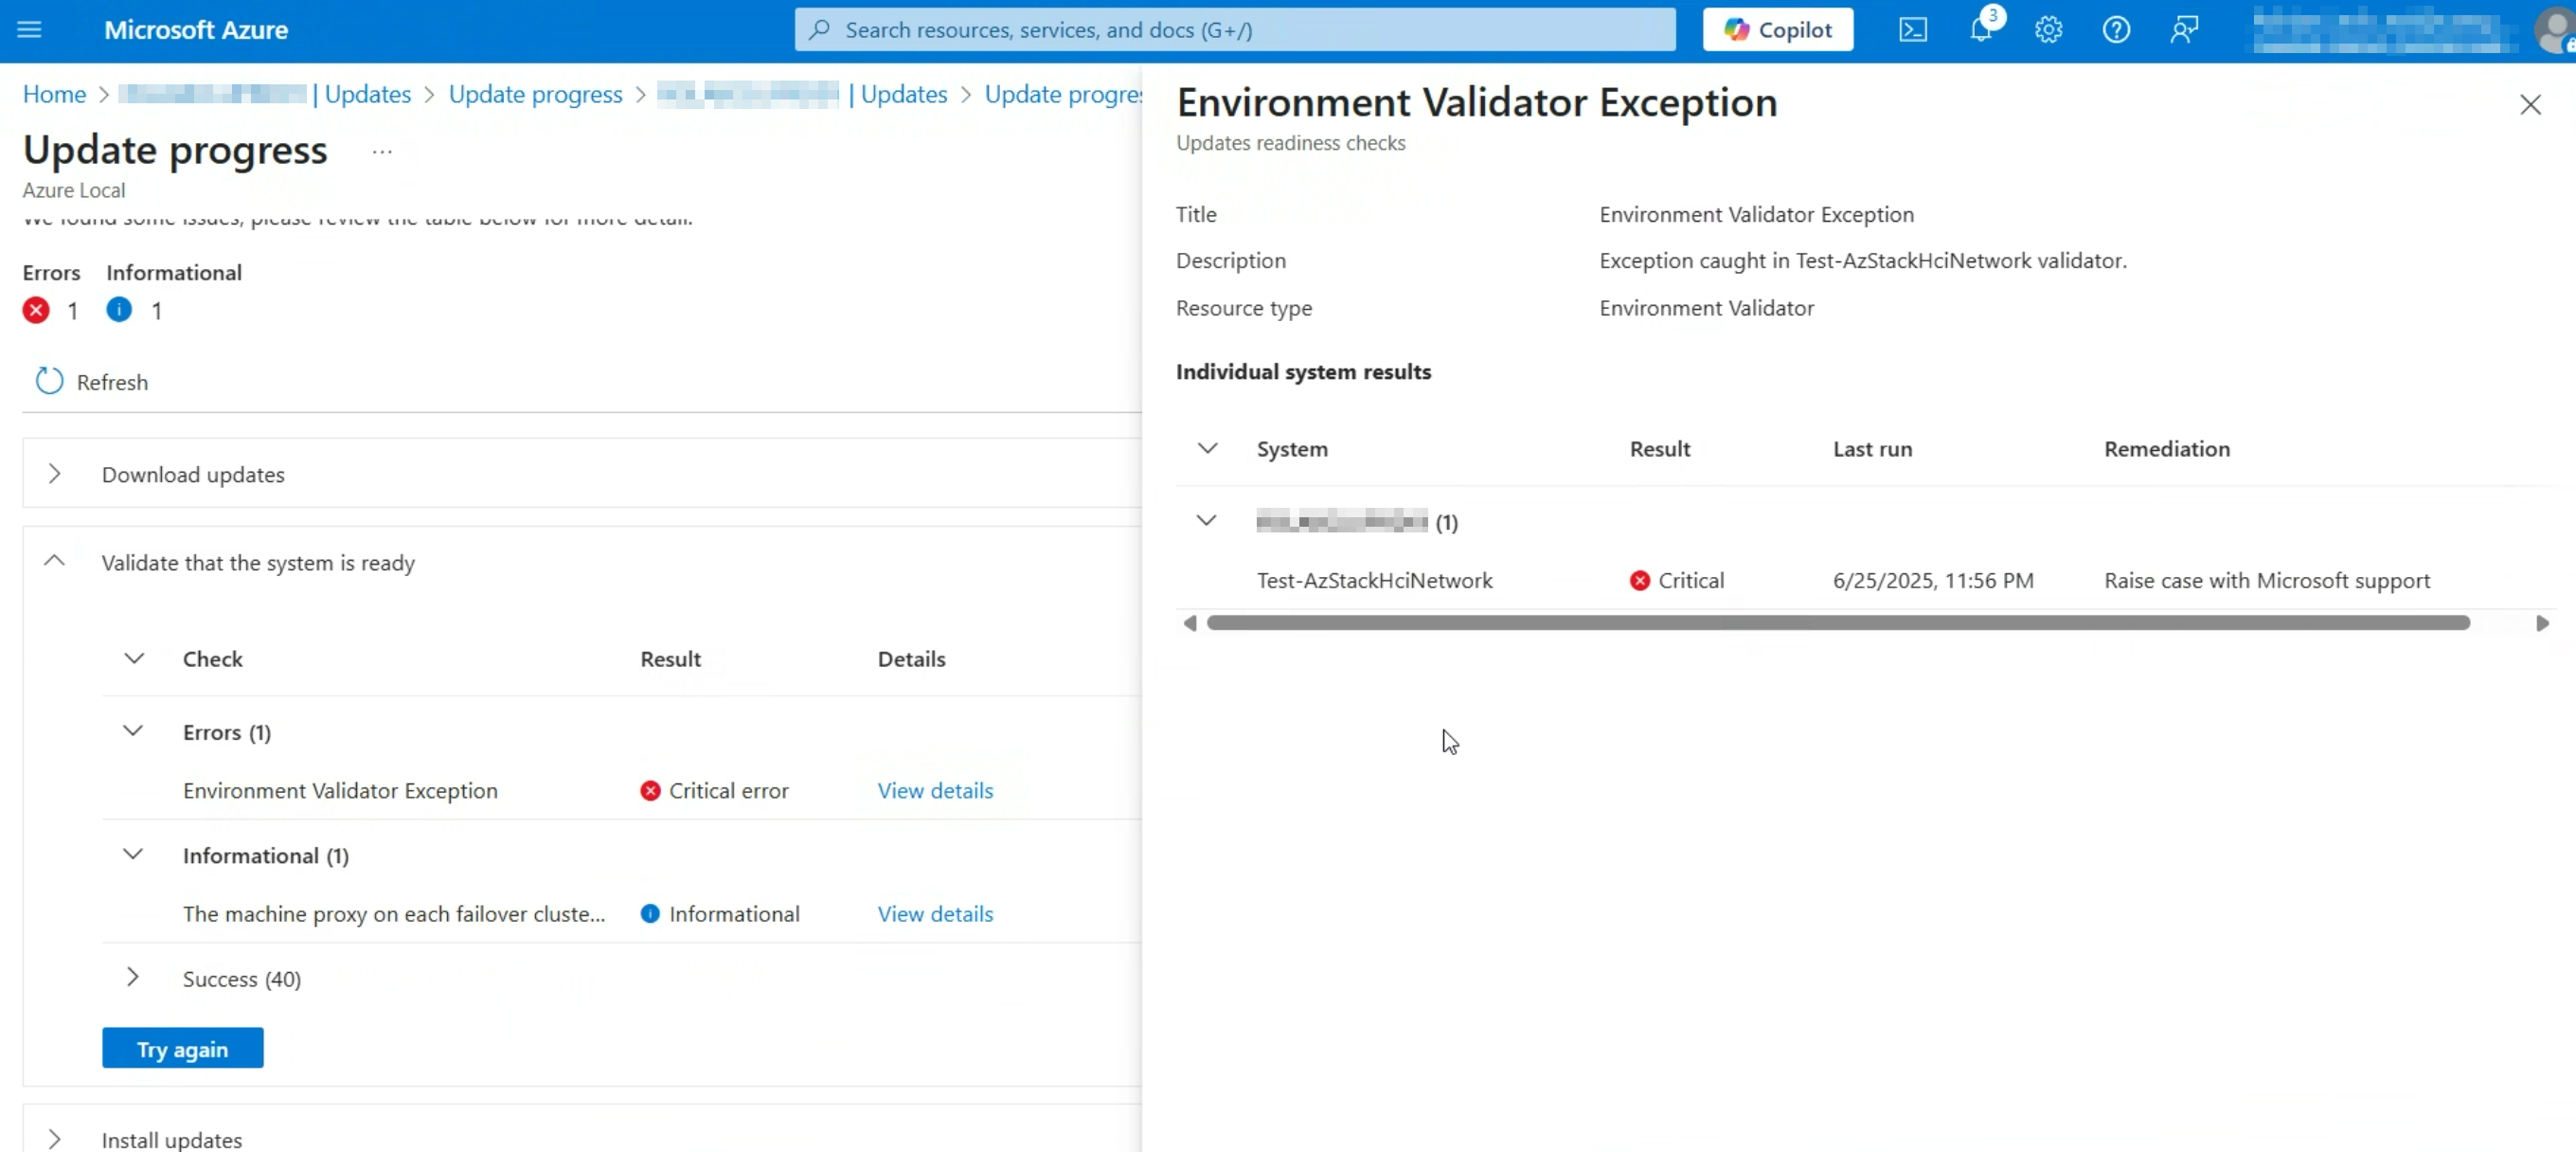 Microsoft Azure
Search resources, services, and docs (G+/)
Copilot
3
Home > | Updates > Update progress > | Updates > Update progres
Update progress
...
Azure Local
We found some issues, please review the table below for more detail.
Errors Informational
1 1
Refresh
Download updates
Validate that the system is ready
Check Result Details
Errors (1)
Environment Validator Exception Critical error View details
Informational (1)
The machine proxy on each failover cluste... Informational View details
Success (40)
Try again
Install updates
Environment Validator Exception
Updates readiness checks
Title Environment Validator Exception
Description Exception caught in Test-AzStackHciNetwork validator.
Resource type Environment Validator
Individual system results
System Result Last run Remediation
(1)
Test-AzStackHciNetwork Critical 6/25/2025, 11:56 PM Raise case with Microsoft support